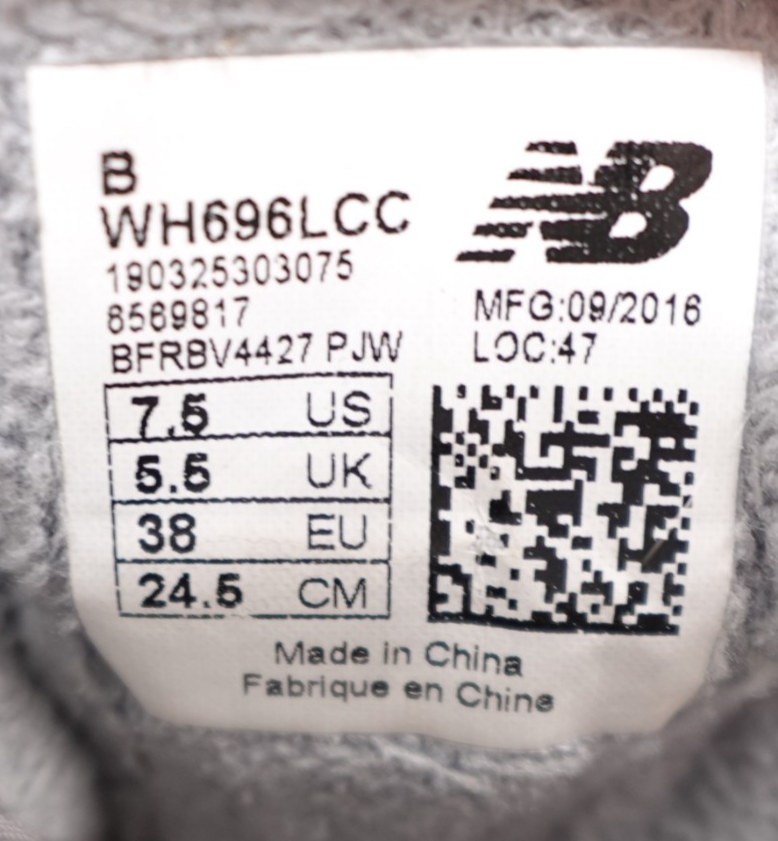 B
WH696LCC
190325303075
6569817
BFRBV4427 PJW
NB
MFG:09/2016
LOC:47
7.5 US
5.5 UK
38 EU
24.5 CM
Made in China
Fabrique en Chine